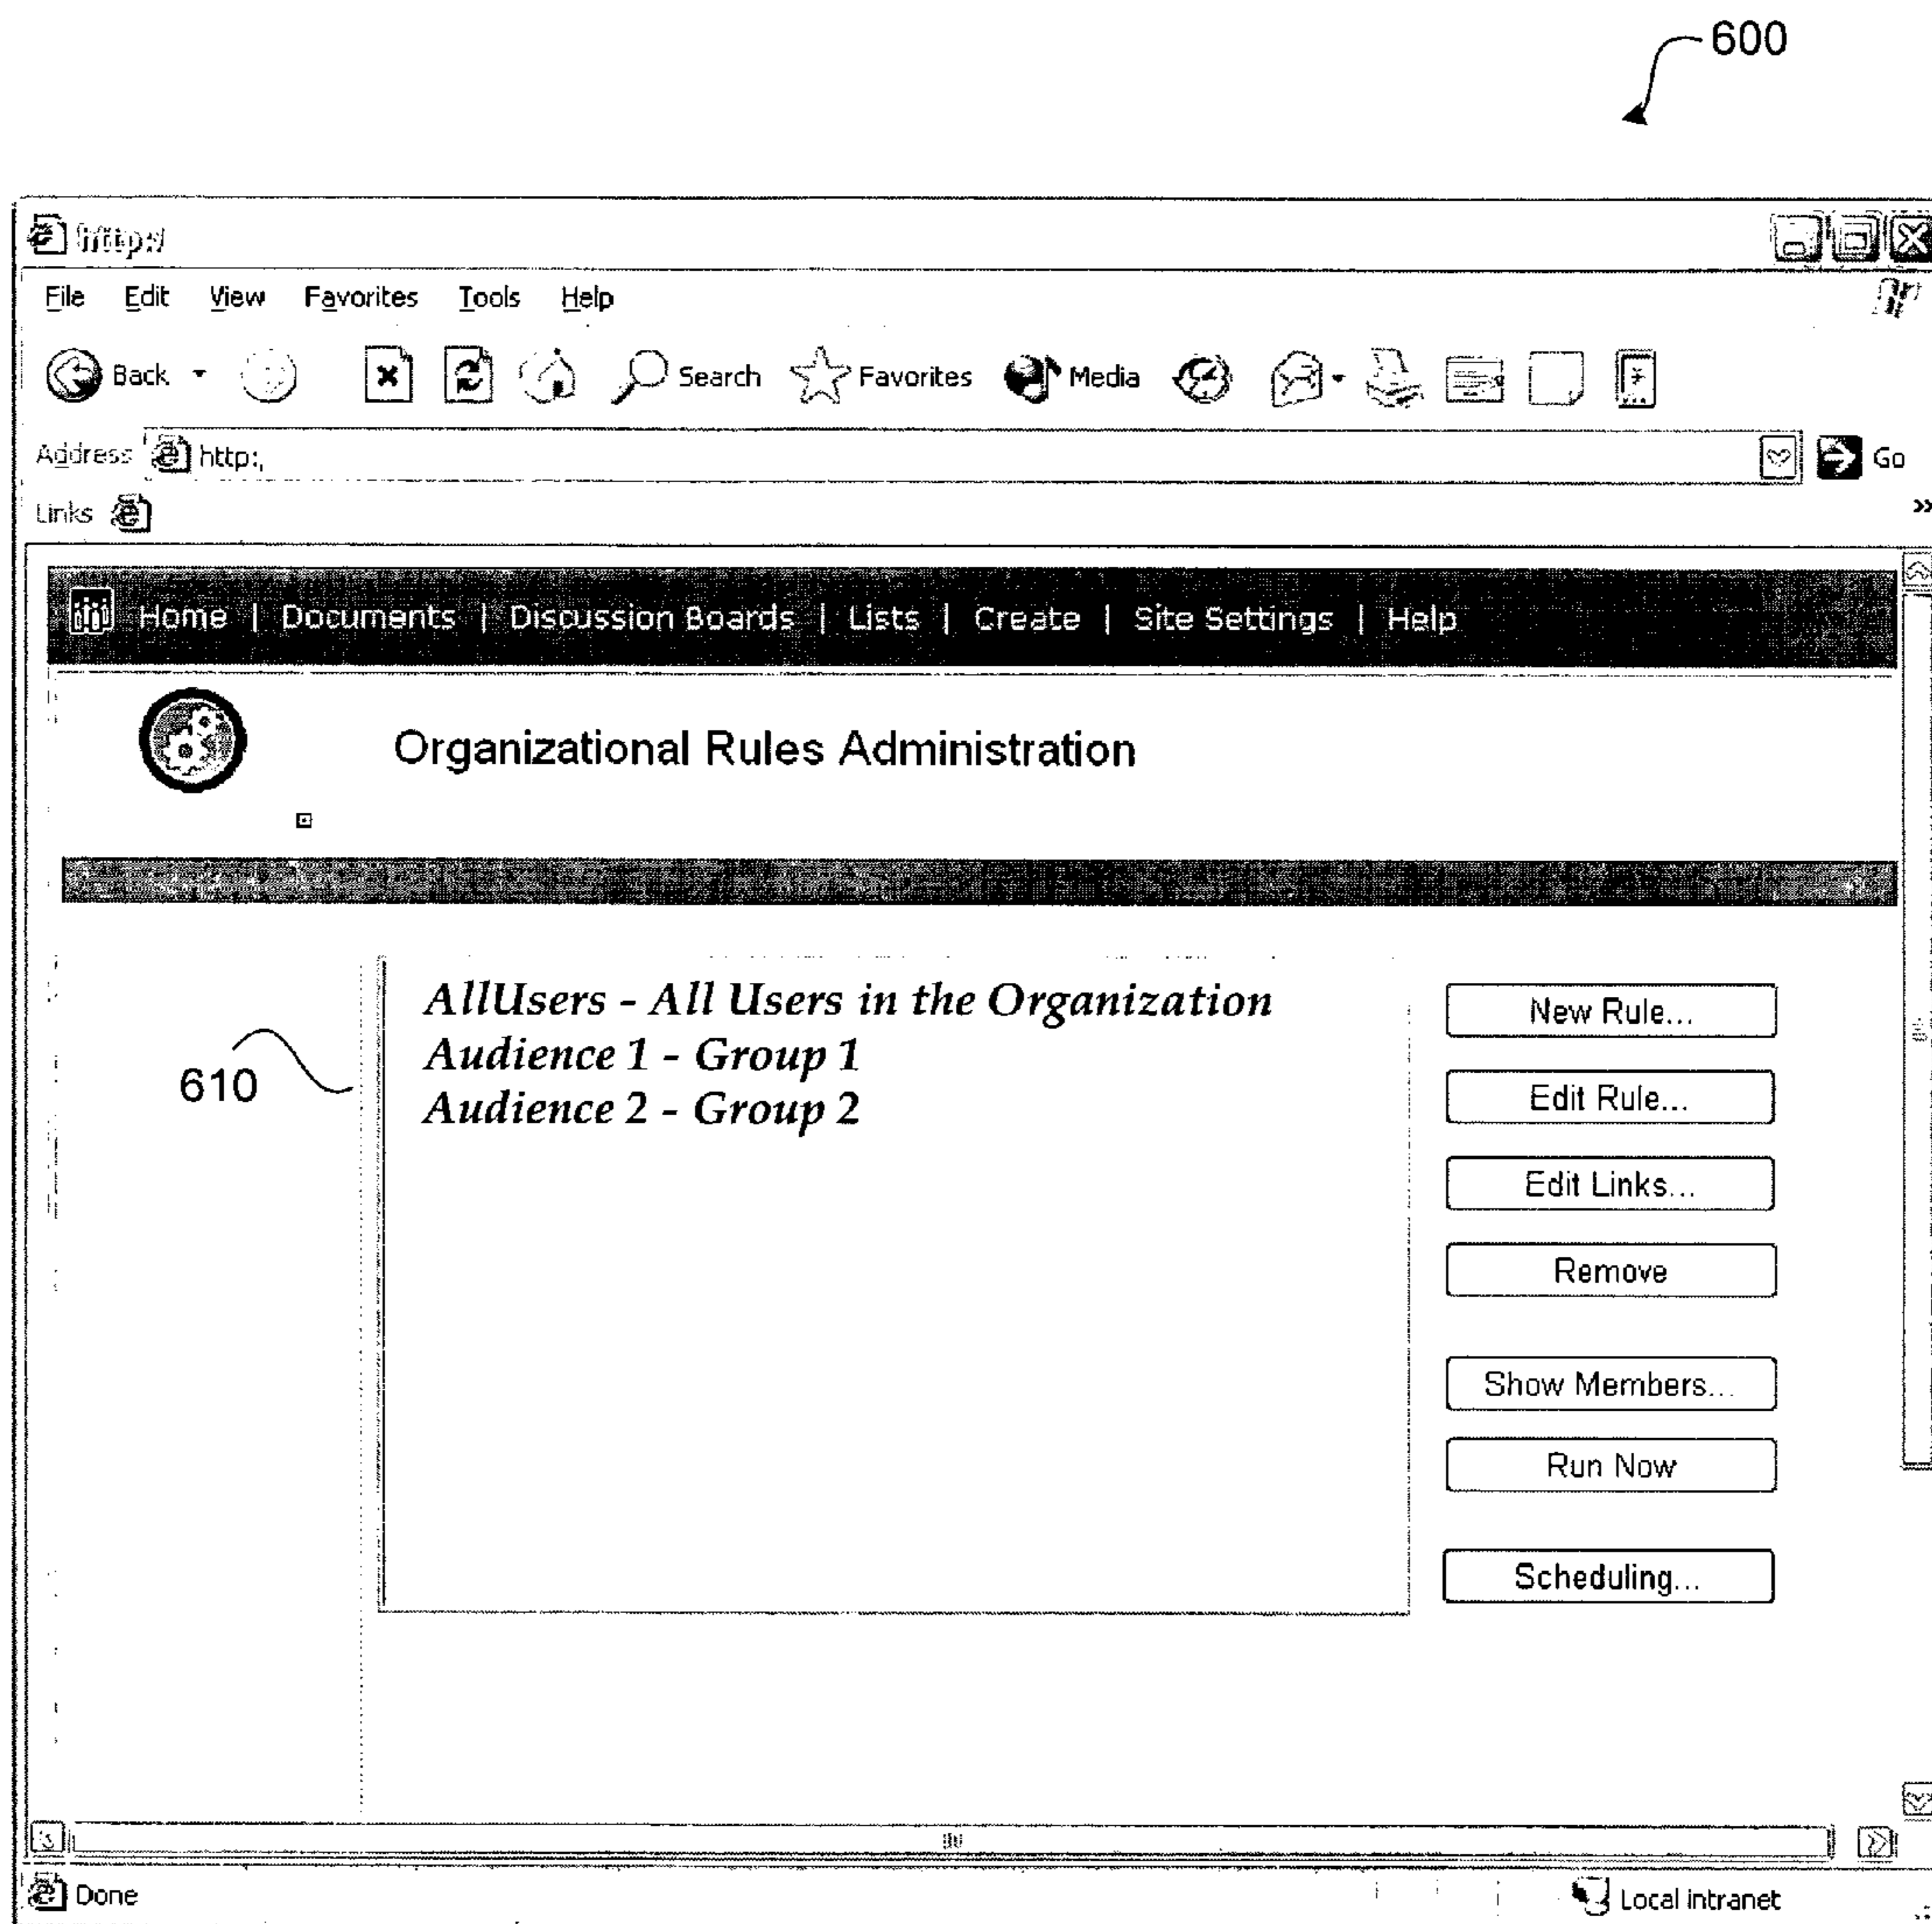 600
http:/
File Edit View Favorites Tools Help
Back Search Favorites Media
Address http:, Go
Links »
Home | Documents | Discussion Boards | Lists | Create | Site Settings | Help
Organizational Rules Administration
AllUsers - All Users in the Organization
Audience 1 - Group 1
Audience 2 - Group 2
610
New Rule...
Edit Rule...
Edit Links...
Remove
Show Members...
Run Now
Scheduling...
Done Local intranet